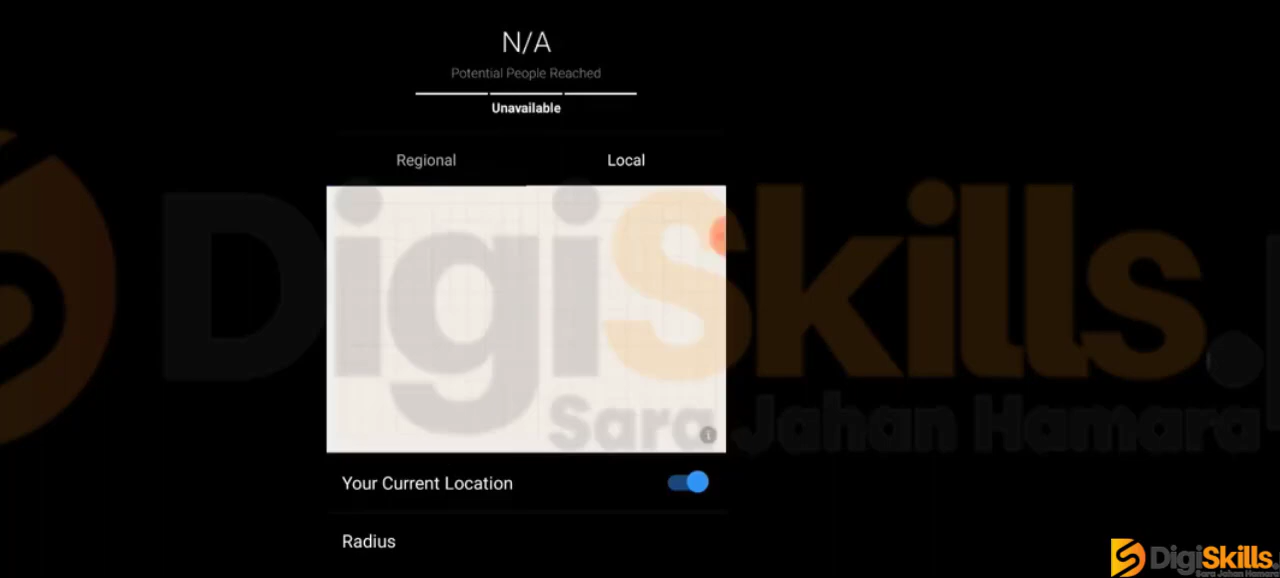 N/A
Potential People Reached
Unavailable
Regional
Local
DigiSkills.
Sara Jahan Hamara
Your Current Location
Radius
DigiSkills.
Sara Jahan Hamara